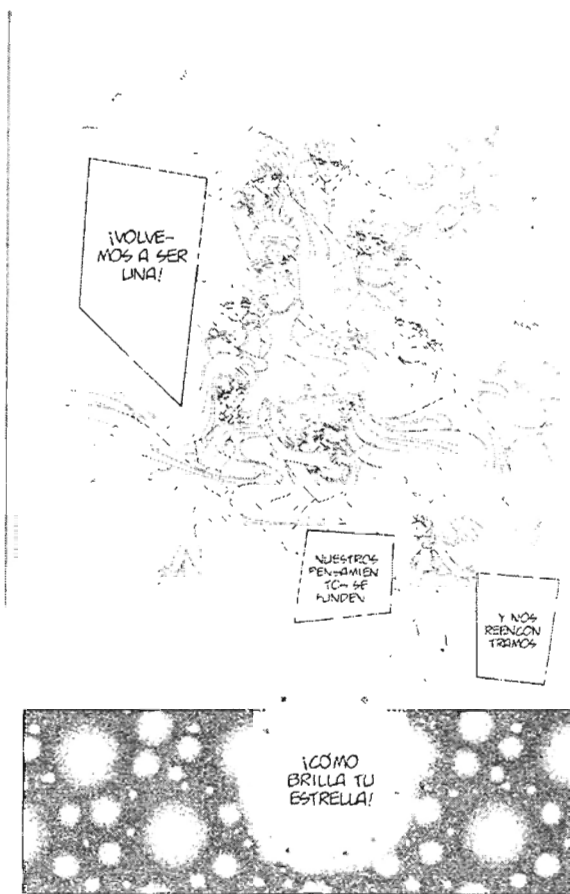 ¡VOLVE-
MOS A SER
UNA!
Y NOS
REENCON
TRAMOS
NUESTROS
PENSAMIEN
TOS SE
FUNDEN
¡CÓMO
BRILLA TU
ESTRELLA!